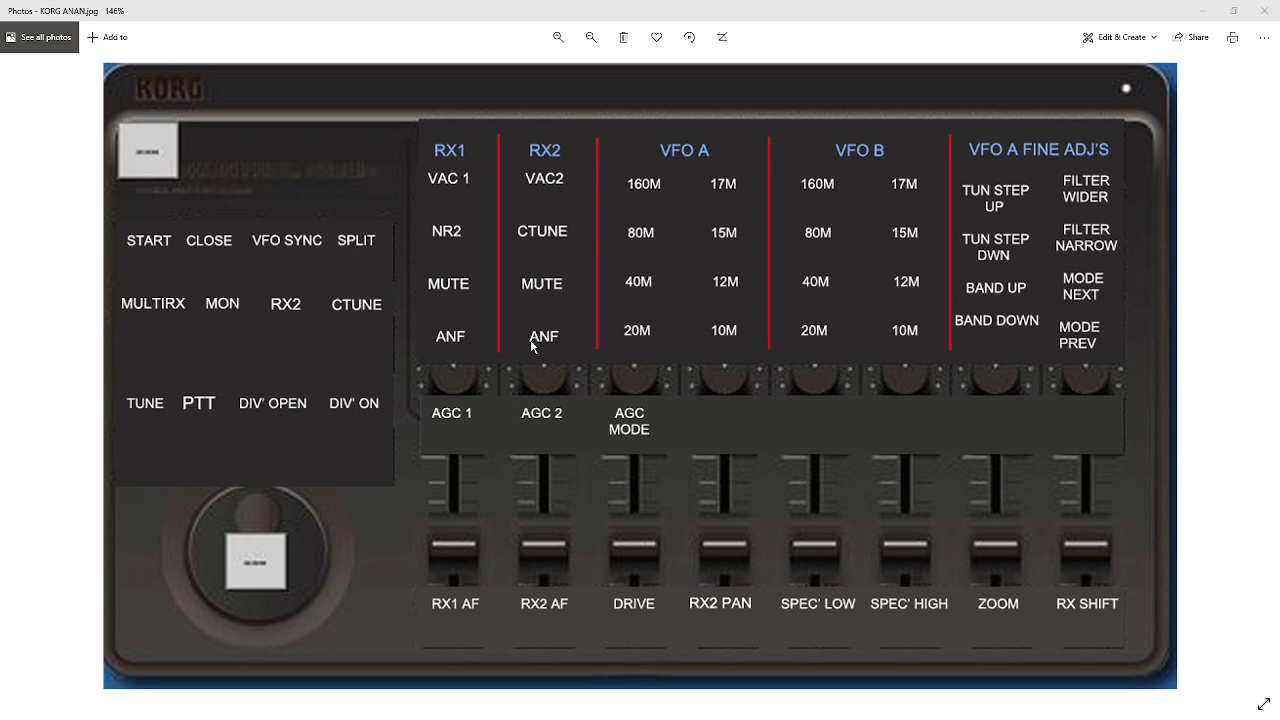 Photos - KORG ANAN.jpg 146%
See all photos
Add to
Edit & Create
Share
KORG
RX1
RX2
VFO A
VFO B
VFO A FINE ADJ'S
VAC 1
VAC2
160M 17M
160M 17M
TUN STEP
UP
FILTER
WIDER
START CLOSE VFO SYNC SPLIT
NR2
CTUNE
80M 15M
80M 15M
TUN STEP
DWN
FILTER
NARROW
MULTIRX MON RX2 CTUNE
MUTE
MUTE
40M 12M
40M 12M
BAND UP
MODE
NEXT
ANF
ANF
20M 10M
20M 10M
BAND DOWN
MODE
PREV
TUNE PTT DIV' OPEN DIV' ON
AGC 1
AGC 2
AGC
MODE
RX1 AF RX2 AF DRIVE RX2 PAN SPEC' LOW SPEC' HIGH ZOOM RX SHIFT